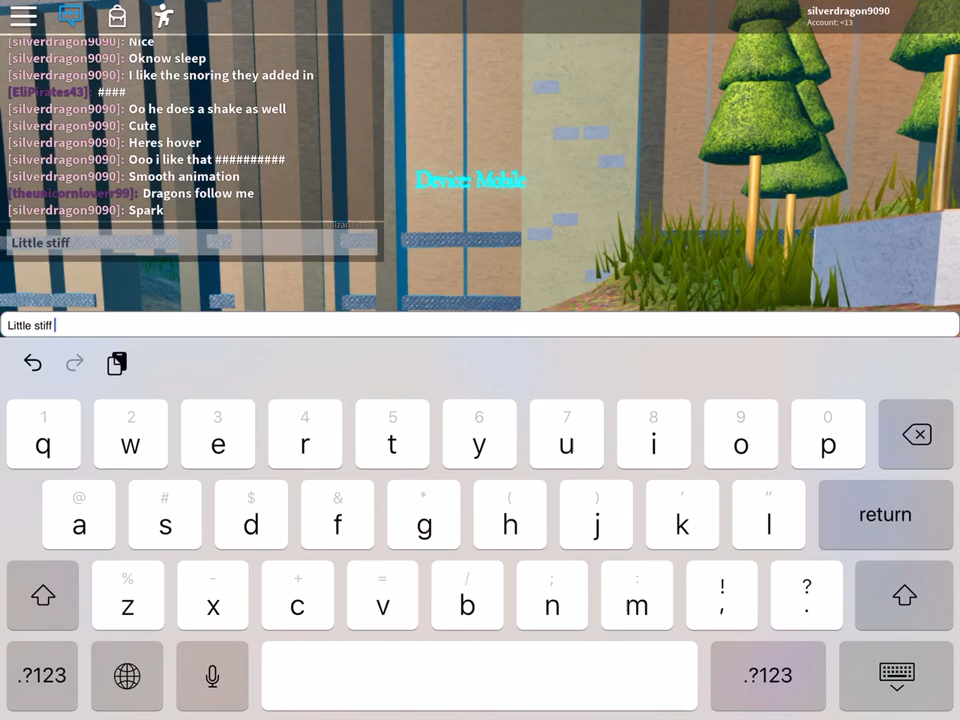 silverdragon9090
Account: <13
[silverdragon9090]: Nice
[silverdragon9090]: Oknow sleep
[silverdragon9090]: I like the snoring they added in
[EliPirates43]: ####
[silverdragon9090]: Oo he does a shake as well
[silverdragon9090]: Cute
[silverdragon9090]: Heres hover
[silverdragon9090]: Ooo i like that ##########
[silverdragon9090]: Smooth animation
[theunicornloverr99]: Dragons follow me
[silverdragon9090]: Spark
Device: Mobile
Little stiff
Little stiff
1 2 3 4 5 6 7 8 9 0
q w e r t y u i o p
@ # $ & * ( ) ' "
a s d f g h j k l return
% - + = / ; : ! ?
z x c v b n m , .
.?123 .?123